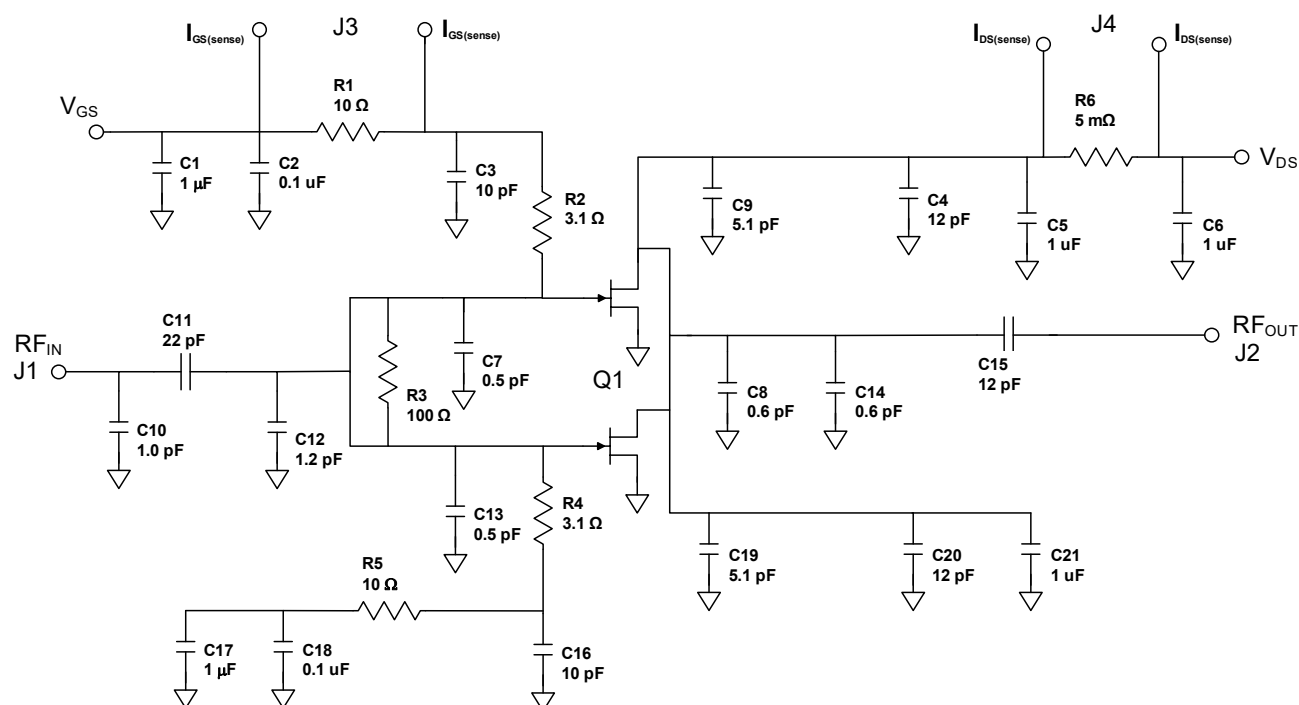 I_GS(sense)
J3
I_GS(sense)
I_DS(sense)
J4
I_DS(sense)
R1
10 Ω
R6
5 mΩ
V_GS
V_DS
C1
1 μF
C2
0.1 uF
C3
10 pF
R2
3.1 Ω
C9
5.1 pF
C4
12 pF
C5
1 uF
C6
1 uF
C11
22 pF
RF_IN
J1
C7
0.5 pF
Q1
RF_OUT
J2
C15
12 pF
R3
100 Ω
C8
0.6 pF
C14
0.6 pF
C10
1.0 pF
C12
1.2 pF
C13
0.5 pF
R4
3.1 Ω
C19
5.1 pF
C20
12 pF
C21
1 uF
R5
10 Ω
C17
1 μF
C18
0.1 uF
C16
10 pF